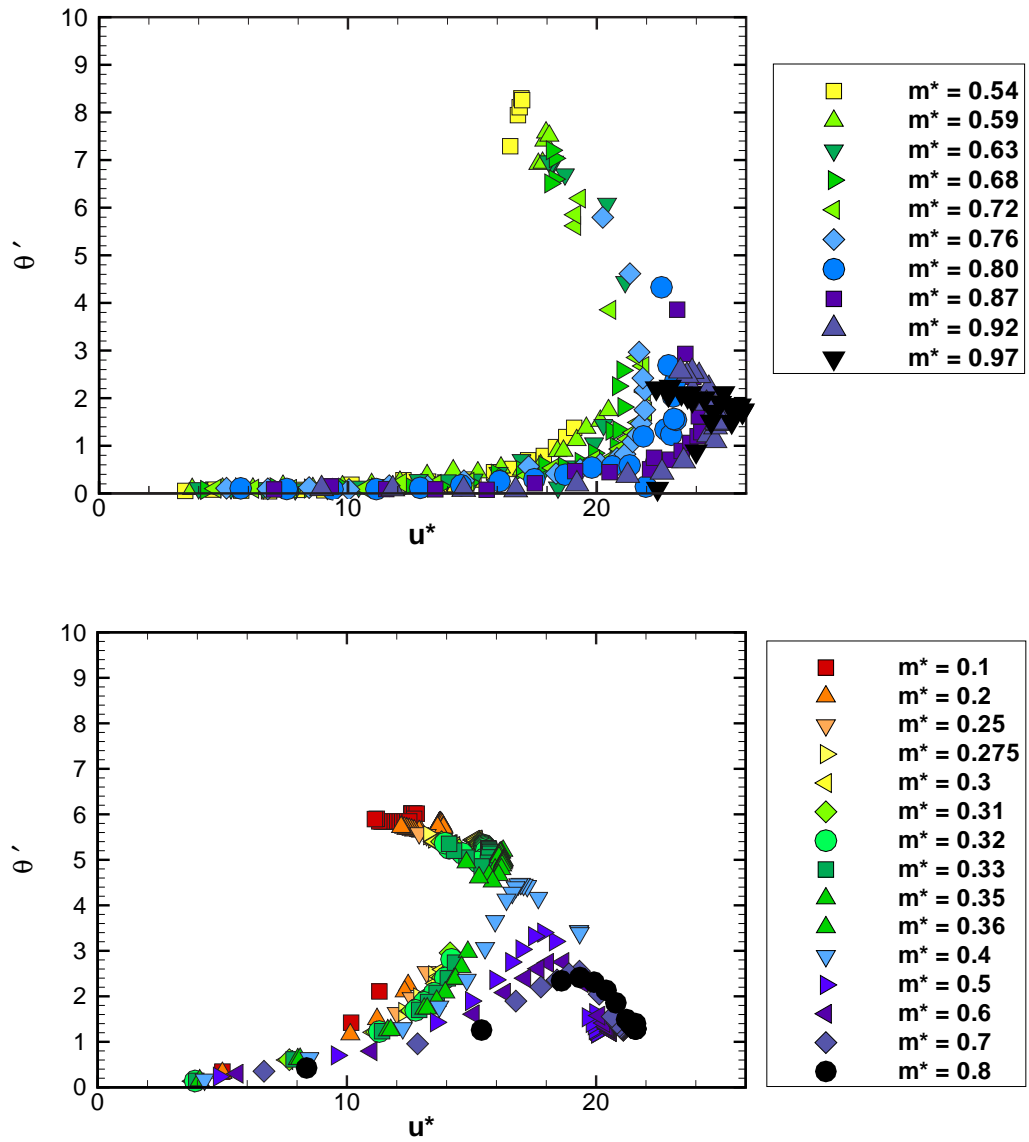 10
9
8
7
6
5
4
3
2
1
0
θ ′
0
10
20
u*
m* = 0.54
m* = 0.59
m* = 0.63
m* = 0.68
m* = 0.72
m* = 0.76
m* = 0.80
m* = 0.87
m* = 0.92
m* = 0.97
10
9
8
7
6
5
4
3
2
1
0
θ ′
0
10
20
u*
m* = 0.1
m* = 0.2
m* = 0.25
m* = 0.275
m* = 0.3
m* = 0.31
m* = 0.32
m* = 0.33
m* = 0.35
m* = 0.36
m* = 0.4
m* = 0.5
m* = 0.6
m* = 0.7
m* = 0.8